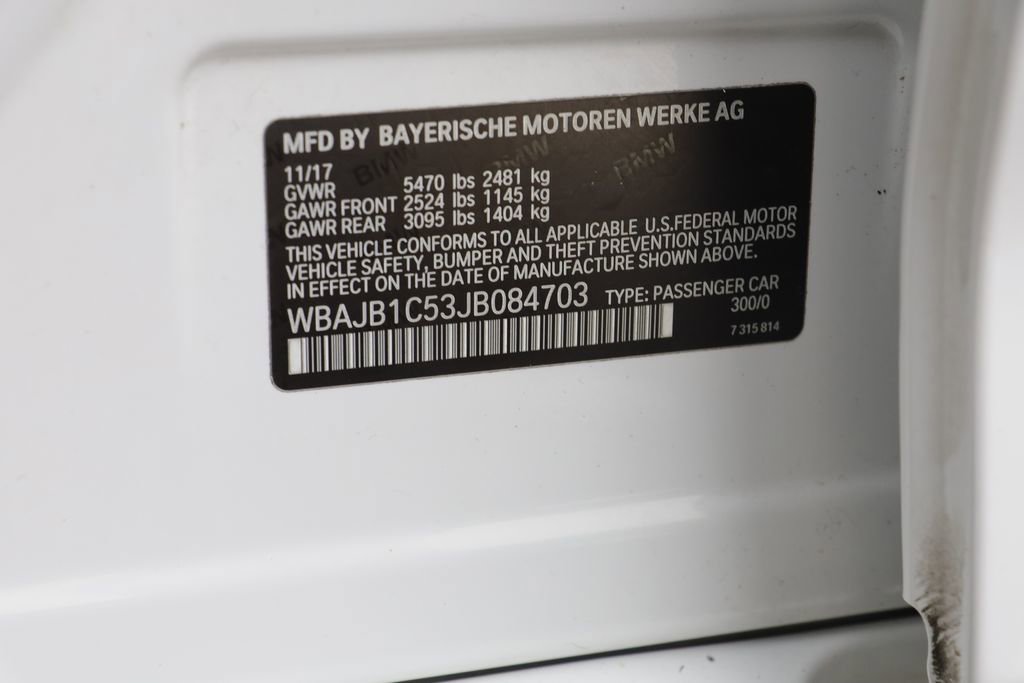 MFD BY BAYERISCHE MOTOREN WERKE AG
11/17
GVWR 5470 lbs 2481 kg
GAWR FRONT 2524 lbs 1145 kg
GAWR REAR 3095 lbs 1404 kg
THIS VEHICLE CONFORMS TO ALL APPLICABLE U.S.FEDERAL MOTOR
VEHICLE SAFETY, BUMPER AND THEFT PREVENTION STANDARDS
IN EFFECT ON THE DATE OF MANUFACTURE SHOWN ABOVE.
WBAJB1C53JB084703 TYPE: PASSENGER CAR
300/0
7 315 814
BMW
BMW
BMW